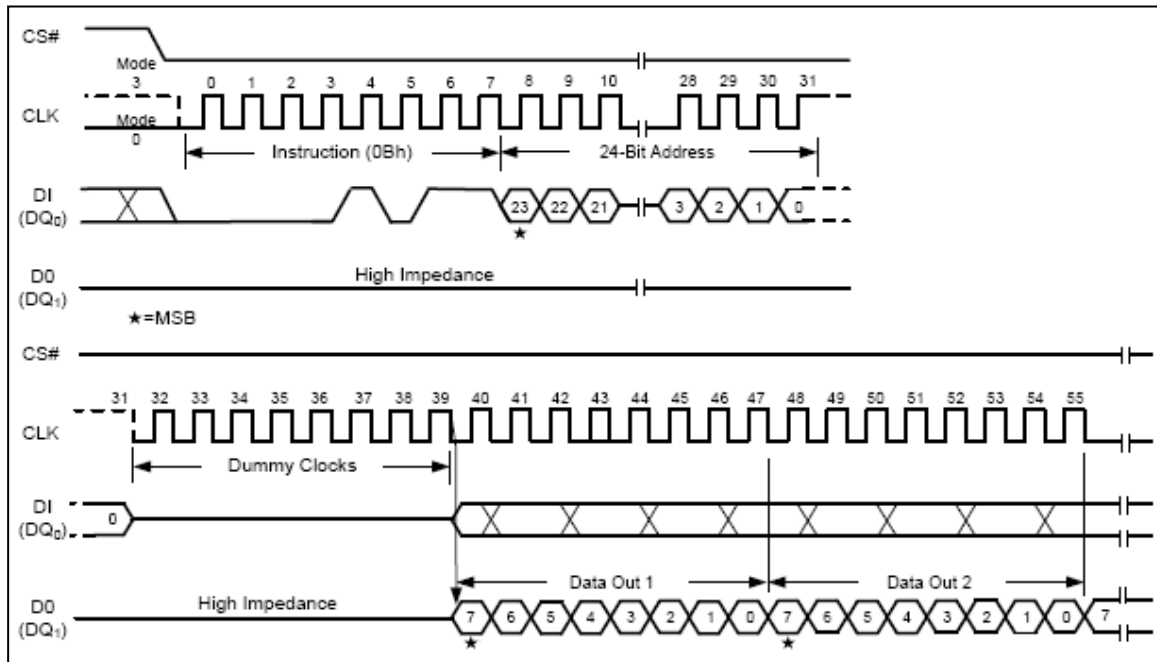 CS#
Mode
3 0 1 2 3 4 5 6 7 8 9 10 28 29 30 31
CLK
Mode
0
Instruction (0Bh) 24-Bit Address
DI
(DQ0)
23 22 21 3 2 1 0
★
D0
(DQ1)
High Impedance
★=MSB
CS#
31 32 33 34 35 36 37 38 39 40 41 42 43 44 45 46 47 48 49 50 51 52 53 54 55
CLK
Dummy Clocks
DI
(DQ0)
0
Data Out 1 Data Out 2
D0
(DQ1)
High Impedance
7 6 5 4 3 2 1 0 7 6 5 4 3 2 1 0 7
★ ★